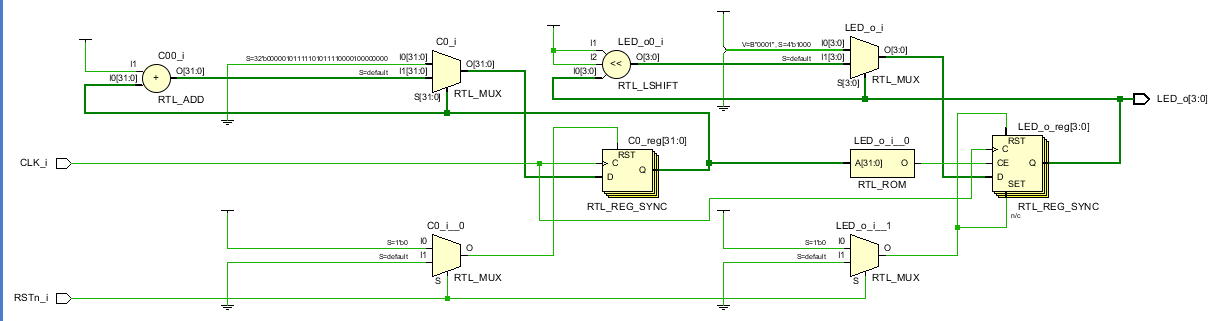 C00_i
I1
I0[31:0]
+
O[31:0]
RTL_ADD
C0_i
S=32'b00000101111101011110000100000000
I0[31:0]
S=default
I1[31:0]
O[31:0]
S[31:0]
RTL_MUX
LED_o0_i
I1
I2
I0[3:0]
<<
O[3:0]
RTL_LSHIFT
LED_o_i
V=B"0001", S=4'b1000
I0[3:0]
S=default
I1[3:0]
O[3:0]
S[3:0]
RTL_MUX
LED_o[3:0]
CLK_i
C0_reg[31:0]
RST
C
D
Q
RTL_REG_SYNC
LED_o_i__0
A[31:0]
O
RTL_ROM
LED_o_reg[3:0]
RST
C
CE
D
Q
SET
RTL_REG_SYNC
n/c
C0_i__0
S=1'b0
I0
S=default
I1
O
S
RTL_MUX
LED_o_i__1
S=1'b0
I0
S=default
I1
O
S
RTL_MUX
RSTn_i